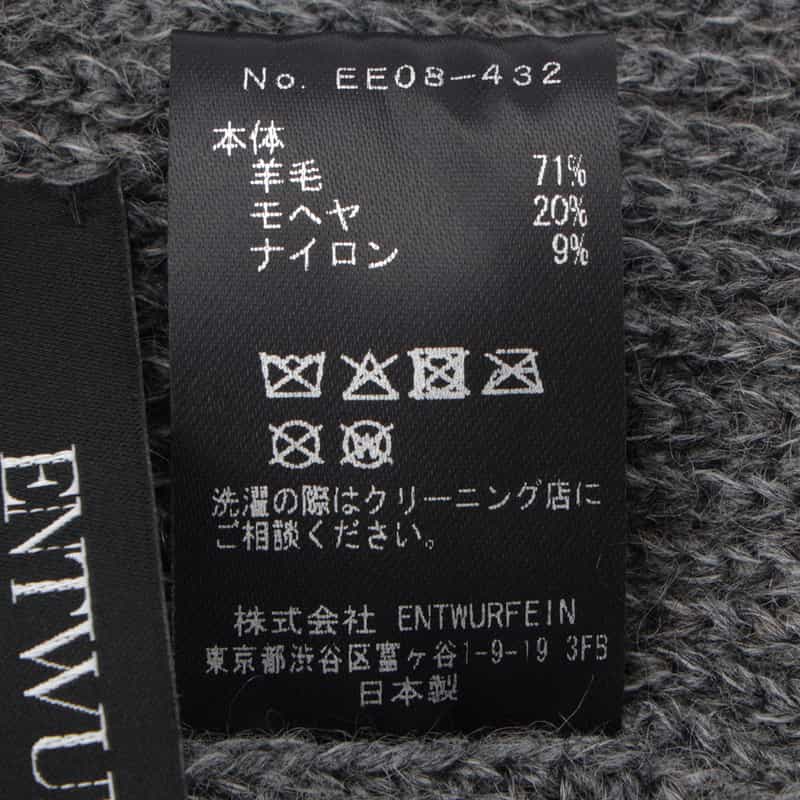 No. EE08-432
本体
羊毛 71%
モヘヤ 20%
ナイロン 9%
W
洗濯の際はクリーニング店に
ご相談ください。
株式会社 ENTWURFEIN
東京都渋谷区富ヶ谷1-9-19 3FB
日本製
ENTWU